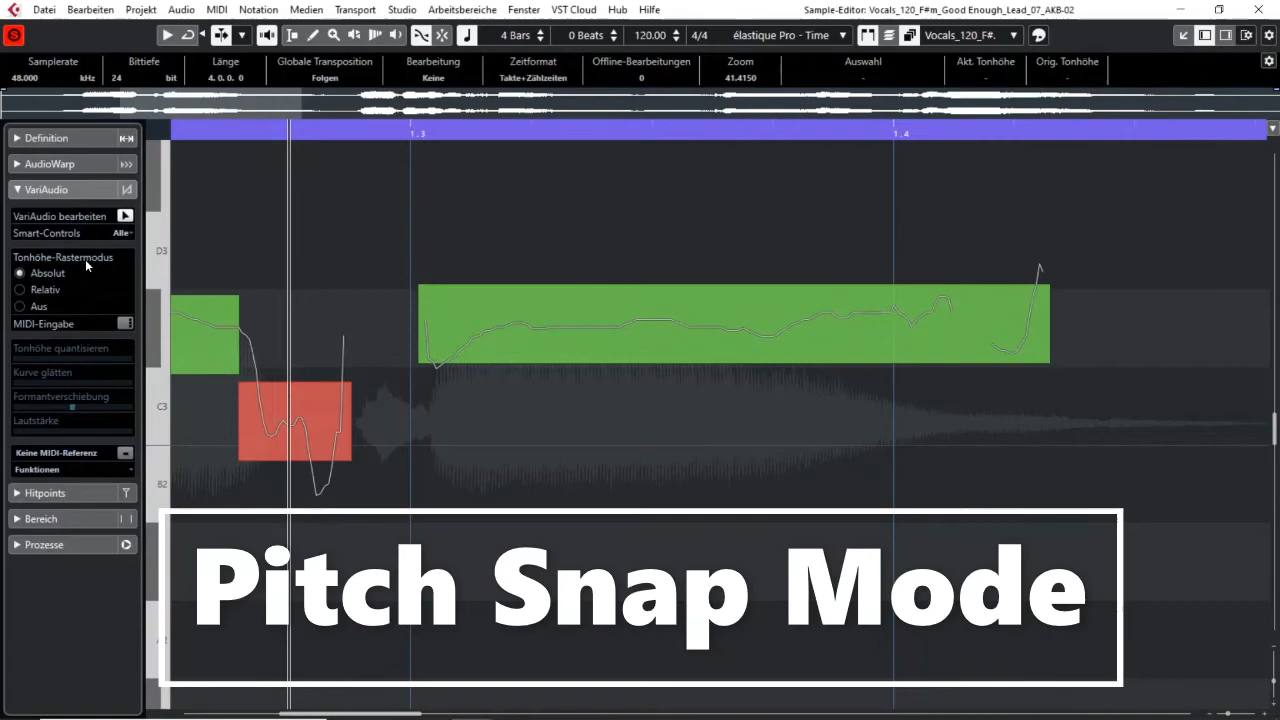 Datei Bearbeiten Projekt Audio MIDI Notation Medien Transport Studio Arbeitsbereiche Fenster VST Cloud Hub Hilfe Sample-Editor: Vocals_120_F#m_Good Enough_Lead_07_AKB-02
4 Bars 0 Beats 120.00 4/4 élastique Pro - Time Vocals_120_F#.
Samplerate Bittiefe Länge Globale Transposition Bearbeitung Zeitformat Offline-Bearbeitungen Zoom Auswahl Akt. Tonhöhe Orig. Tonhöhe
48.000 kHz 24 bit 4. 0. 0. 0 Folgen Keine Takte+Zählzeiten 0 41.4150 - - -
Definition
1.3 1.4
AudioWarp
VariAudio
VariAudio bearbeiten
Smart-Controls Alle
D3
Tonhöhe-Rastermodus
Absolut
Relativ
Aus
MIDI-Eingabe
Tonhöhe quantisieren
Kurve glätten
Formantverschiebung
C3
Lautstärke
Keine MIDI-Referenz
Funktionen
B2
Hitpoints
Bereich
Prozesse
Pitch Snap Mode